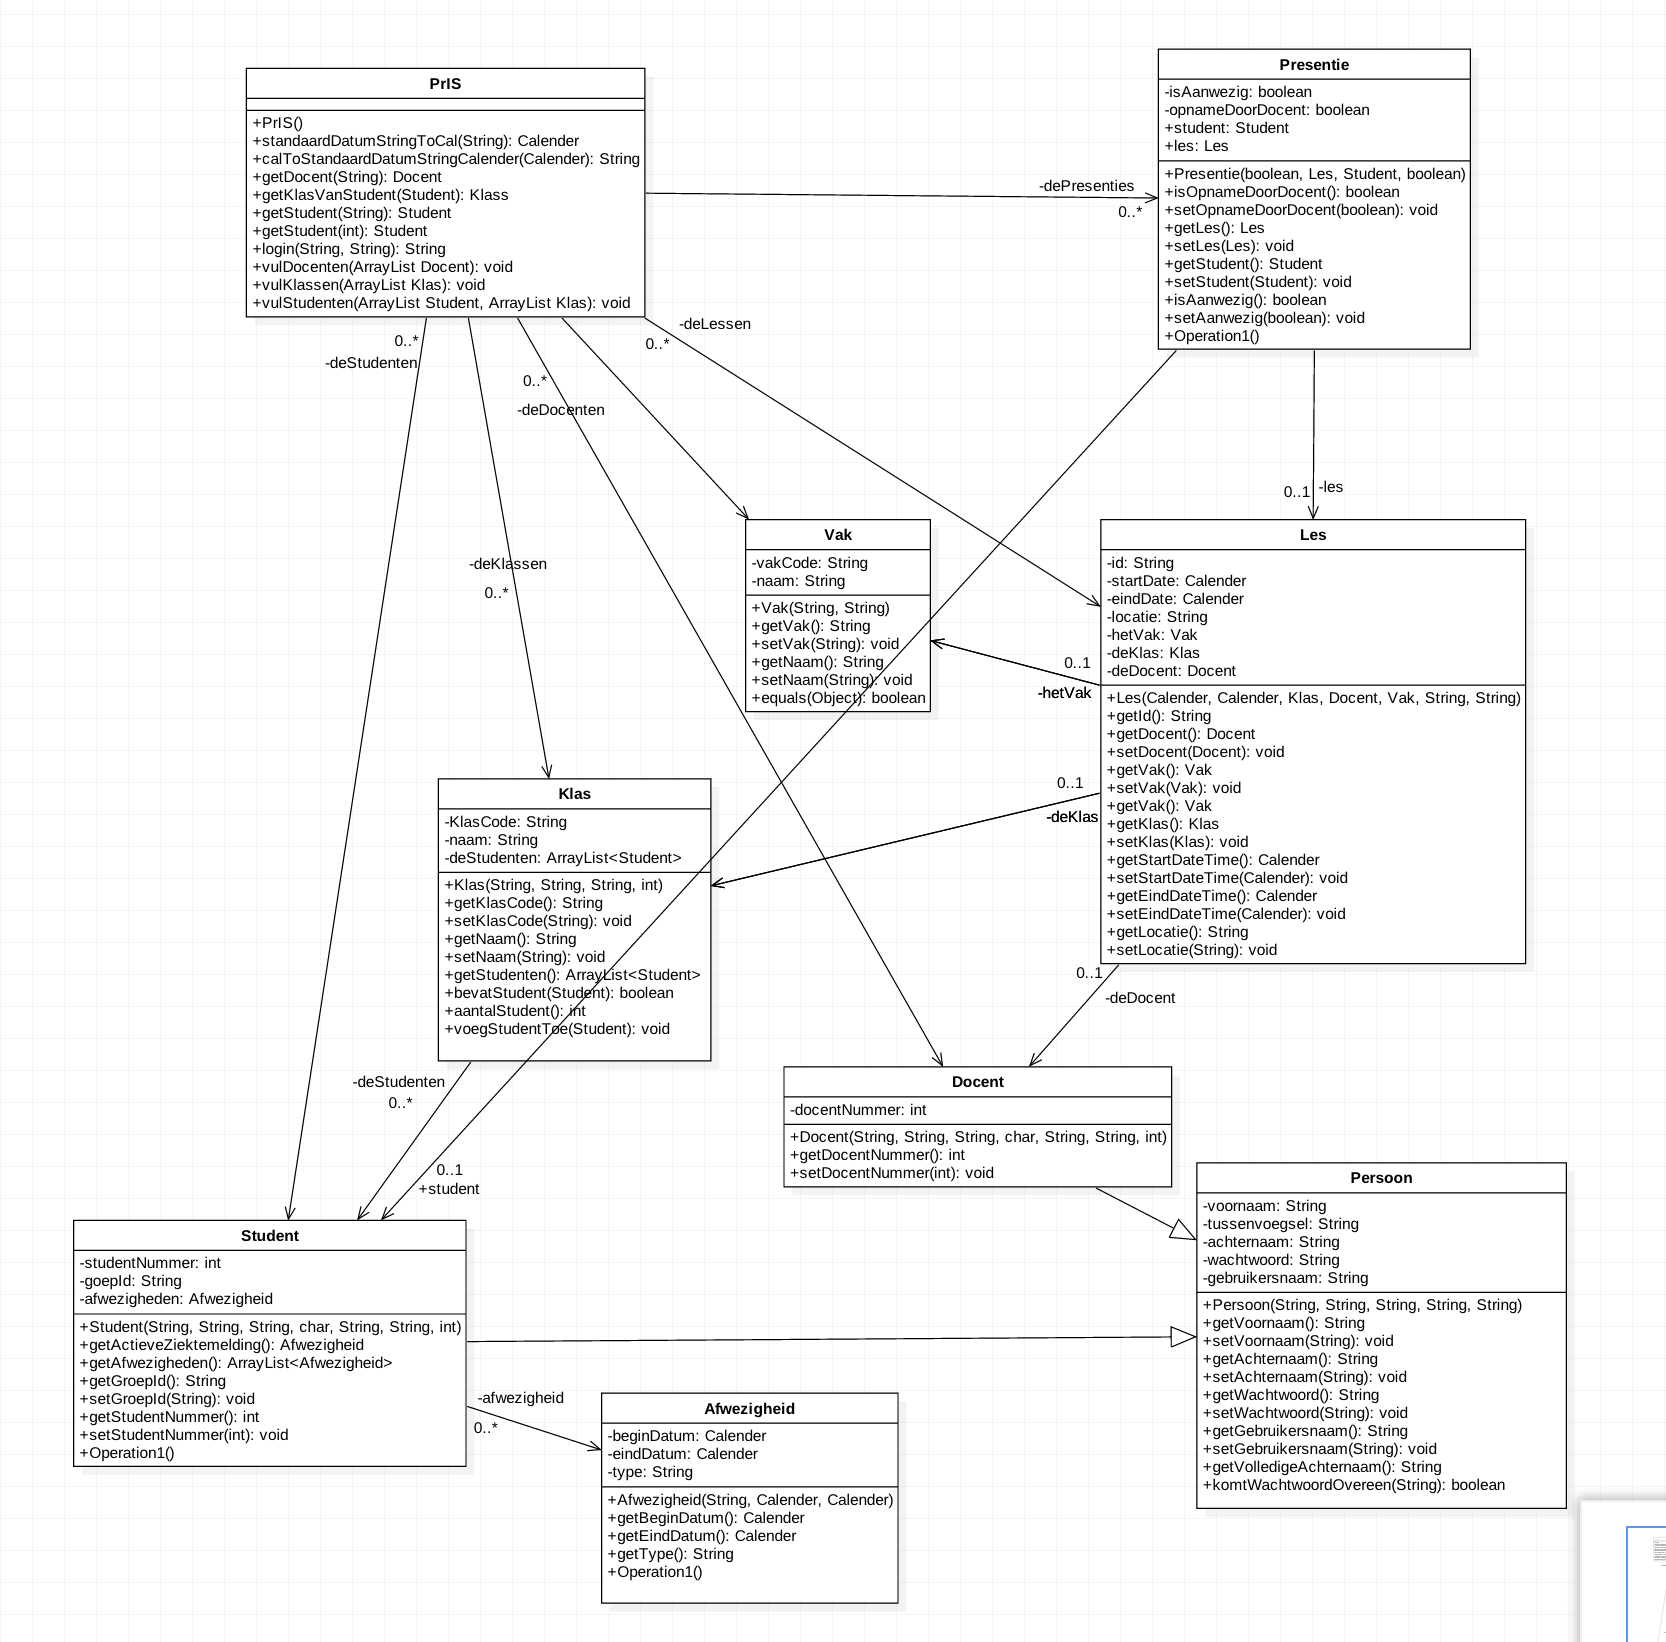 PrIS
+PrIS()
+standaardDatumStringToCal(String): Calender
+calToStandaardDatumStringCalender(Calender): String
+getDocent(String): Docent
+getKlasVanStudent(Student): Klass
+getStudent(String): Student
+getStudent(int): Student
+login(String, String): String
+vulDocenten(ArrayList Docent): void
+vulKlassen(ArrayList Klas): void
+vulStudenten(ArrayList Student, ArrayList Klas): void
Presentie
-isAanwezig: boolean
-opnameDoorDocent: boolean
+student: Student
+les: Les
+Presentie(boolean, Les, Student, boolean)
+isOpnameDoorDocent(): boolean
+setOpnameDoorDocent(boolean): void
+getLes(): Les
+setLes(Les): void
+getStudent(): Student
+setStudent(Student): void
+isAanwezig(): boolean
+setAanwezig(boolean): void
+Operation1()
-dePresenties
0..*
-deLessen
0..*
0..*
-deStudenten
0..*
-deDocenten
-deKlassen
0..*
0..1
-les
Vak
-vakCode: String
-naam: String
+Vak(String, String)
+getVak(): String
+setVak(String): void
+getNaam(): String
+setNaam(String): void
+equals(Object): boolean
Les
-id: String
-startDate: Calender
-eindDate: Calender
-locatie: String
-hetVak: Vak
-deKlas: Klas
-deDocent: Docent
+Les(Calender, Calender, Klas, Docent, Vak, String, String)
+getId(): String
+getDocent(): Docent
+setDocent(Docent): void
+getVak(): Vak
+setVak(Vak): void
+getVak(): Vak
+getKlas(): Klas
+setKlas(Klas): void
+getStartDateTime(): Calender
+setStartDateTime(Calender): void
+getEindDateTime(): Calender
+setEindDateTime(Calender): void
+getLocatie(): String
+setLocatie(String): void
0..1
-hetVak
0..1
-deKlas
0..1
-deDocent
Klas
-KlasCode: String
-naam: String
-deStudenten: ArrayList<Student>
+Klas(String, String, String, int)
+getKlasCode(): String
+setKlasCode(String): void
+getNaam(): String
+setNaam(String): void
+getStudenten(): ArrayList<Student>
+bevatStudent(Student): boolean
+aantalStudent(): int
+voegStudentToe(Student): void
-deStudenten
0..*
0..1
+student
Docent
-docentNummer: int
+Docent(String, String, String, char, String, String, int)
+getDocentNummer(): int
+setDocentNummer(int): void
Persoon
-voornaam: String
-tussenvoegsel: String
-achternaam: String
-wachtwoord: String
-gebruikersnaam: String
+Persoon(String, String, String, String, String)
+getVoornaam(): String
+setVoornaam(String): void
+getAchternaam(): String
+setAchternaam(String): void
+getWachtwoord(): String
+setWachtwoord(String): void
+getGebruikersnaam(): String
+setGebruikersnaam(String): void
+getVolledigeAchternaam(): String
+komtWachtwoordOvereen(String): boolean
Student
-studentNummer: int
-goepId: String
-afwezigheden: Afwezigheid
+Student(String, String, String, char, String, String, int)
+getActieveZiektemelding(): Afwezigheid
+getAfwezigheden(): ArrayList<Afwezigheid>
+getGroepId(): String
+setGroepId(String): void
+getStudentNummer(): int
+setStudentNummer(int): void
+Operation1()
-afwezigheid
0..*
Afwezigheid
-beginDatum: Calender
-eindDatum: Calender
-type: String
+Afwezigheid(String, Calender, Calender)
+getBeginDatum(): Calender
+getEindDatum(): Calender
+getType(): String
+Operation1()